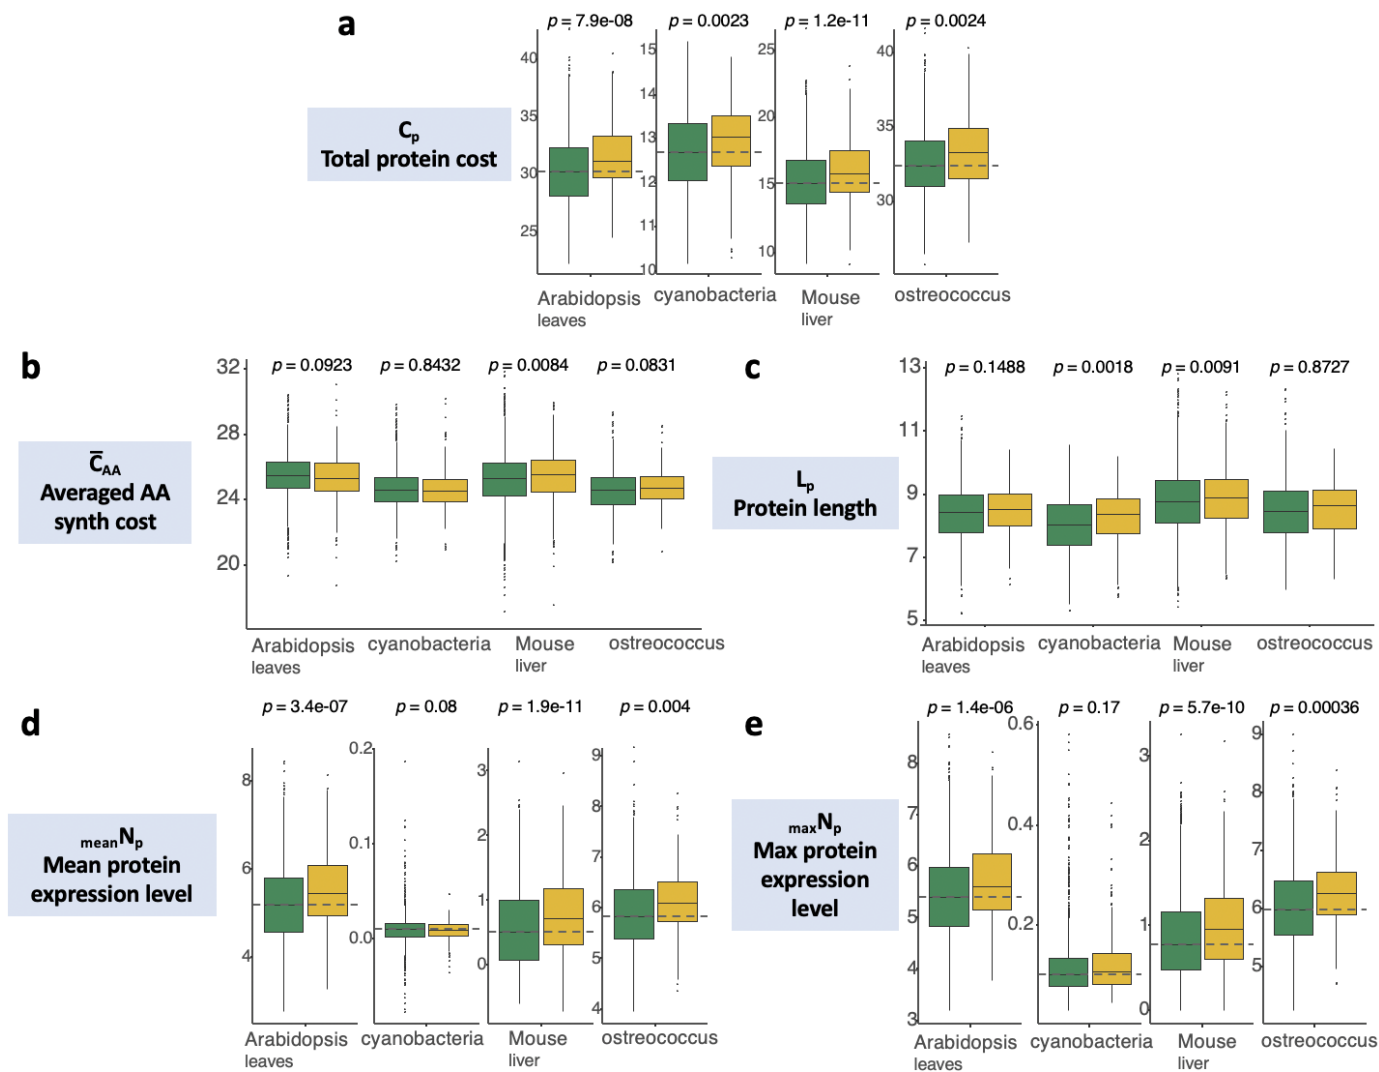 a
p = 7.9e-08 p = 0.0023 p = 1.2e-11 p = 0.0024
Cp
Total protein cost
40
35
30
25
15
14
13
12
11
10
25
20
15
10
40
35
30
Arabidopsis
leaves
cyanobacteria
Mouse
liver
ostreococcus
b
p = 0.0923 p = 0.8432 p = 0.0084 p = 0.0831
C̅AA
Averaged AA
synth cost
32
28
24
20
Arabidopsis
leaves
cyanobacteria
Mouse
liver
ostreococcus
c
p = 0.1488 p = 0.0018 p = 0.0091 p = 0.8727
Lp
Protein length
13
11
9
7
5
Arabidopsis
leaves
cyanobacteria
Mouse
liver
ostreococcus
d
p = 3.4e-07 p = 0.08 p = 1.9e-11 p = 0.004
meanNp
Mean protein
expression level
8
6
4
0.2
0.1
0.0
3
2
1
0
9
8
7
6
5
4
Arabidopsis
leaves
cyanobacteria
Mouse
liver
ostreococcus
e
p = 1.4e-06 p = 0.17 p = 5.7e-10 p = 0.00036
maxNp
Max protein
expression
level
8
7
6
5
4
3
0.6
0.4
0.2
3
2
1
0
9
8
7
6
5
Arabidopsis
leaves
cyanobacteria
Mouse
liver
ostreococcus